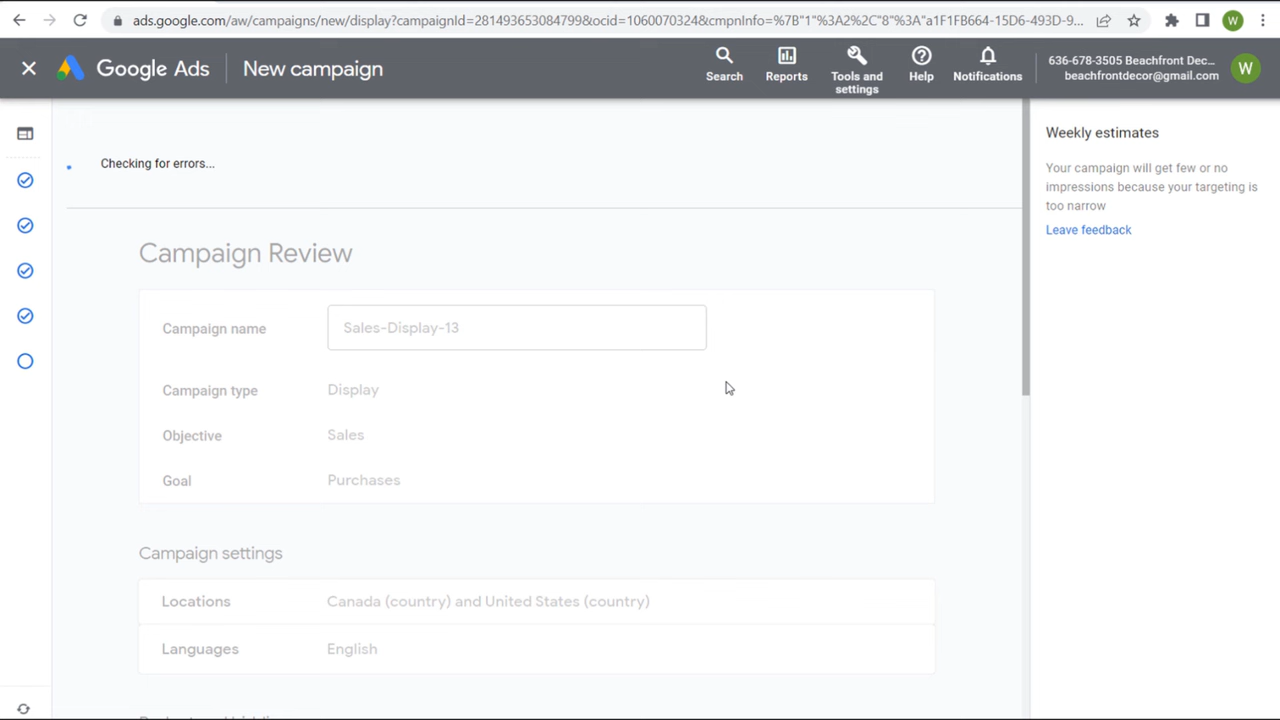 ads.google.com/aw/campaigns/new/display?campaignId=281493653084799&ocid=1060070324&cmpnInfo=%7B"1"%3A2%2C"8"%3A"a1F1FB664-15D6-493D-9...
W
Google Ads
New campaign
Search
Reports
Tools and
settings
Help
Notifications
636-678-3505 Beachfront Dec...
beachfrontdecor@gmail.com
W
Checking for errors...
Weekly estimates
Your campaign will get few or no
impressions because your targeting is
too narrow
Leave feedback
Campaign Review
Campaign name
Sales-Display-13
Campaign type
Display
Objective
Sales
Goal
Purchases
Campaign settings
Locations
Canada (country) and United States (country)
Languages
English